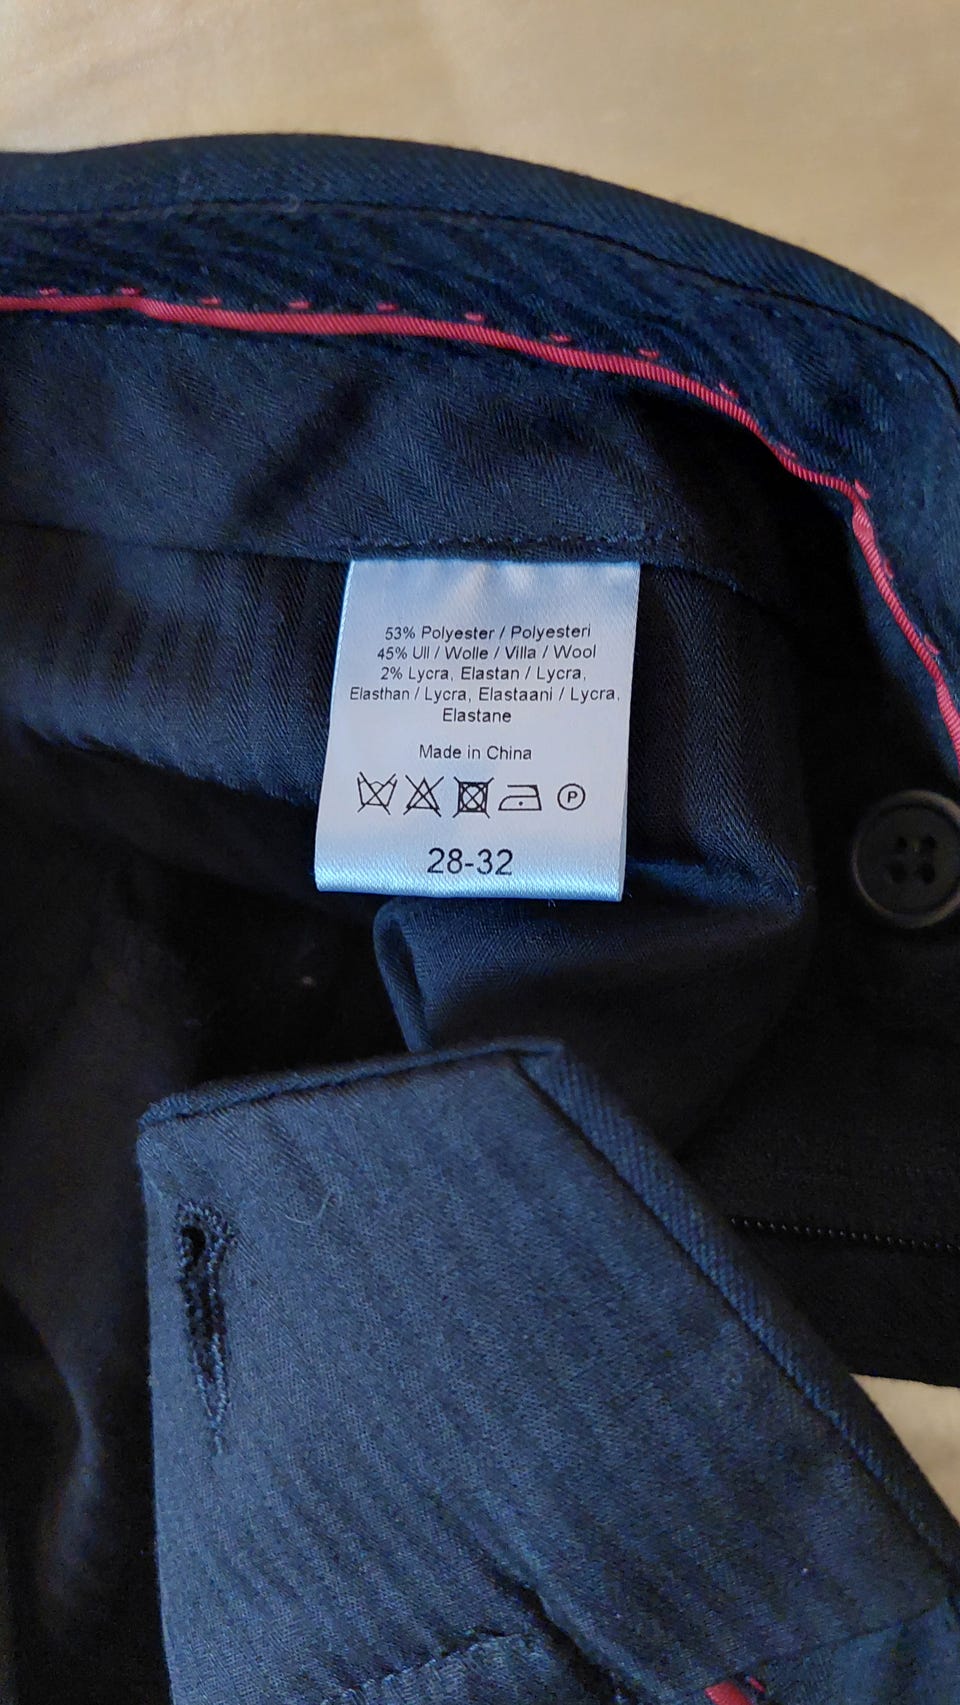 53% Polyester / Polyesteri
45% Ull / Wolle / Villa / Wool
2% Lycra, Elastan / Lycra,
Elasthan / Lycra, Elastaani / Lycra,
Elastane
Made in China
P
28-32